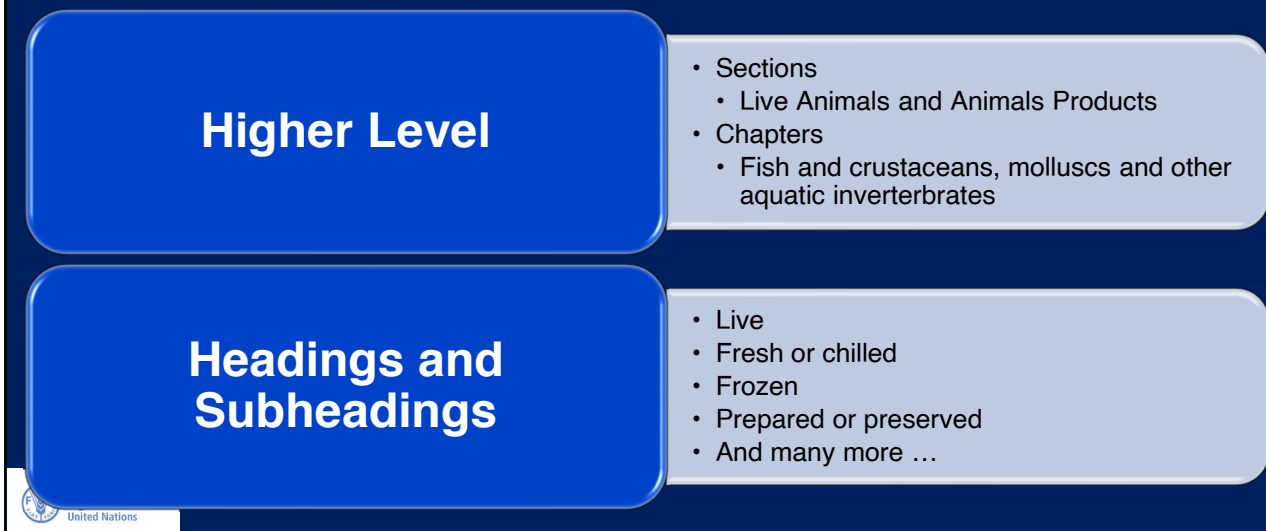 Higher Level
• Sections
• Live Animals and Animals Products
• Chapters
• Fish and crustaceans, molluscs and other
aquatic inverterbrates
Headings and
Subheadings
• Live
• Fresh or chilled
• Frozen
• Prepared or preserved
• And many more …
United Nations